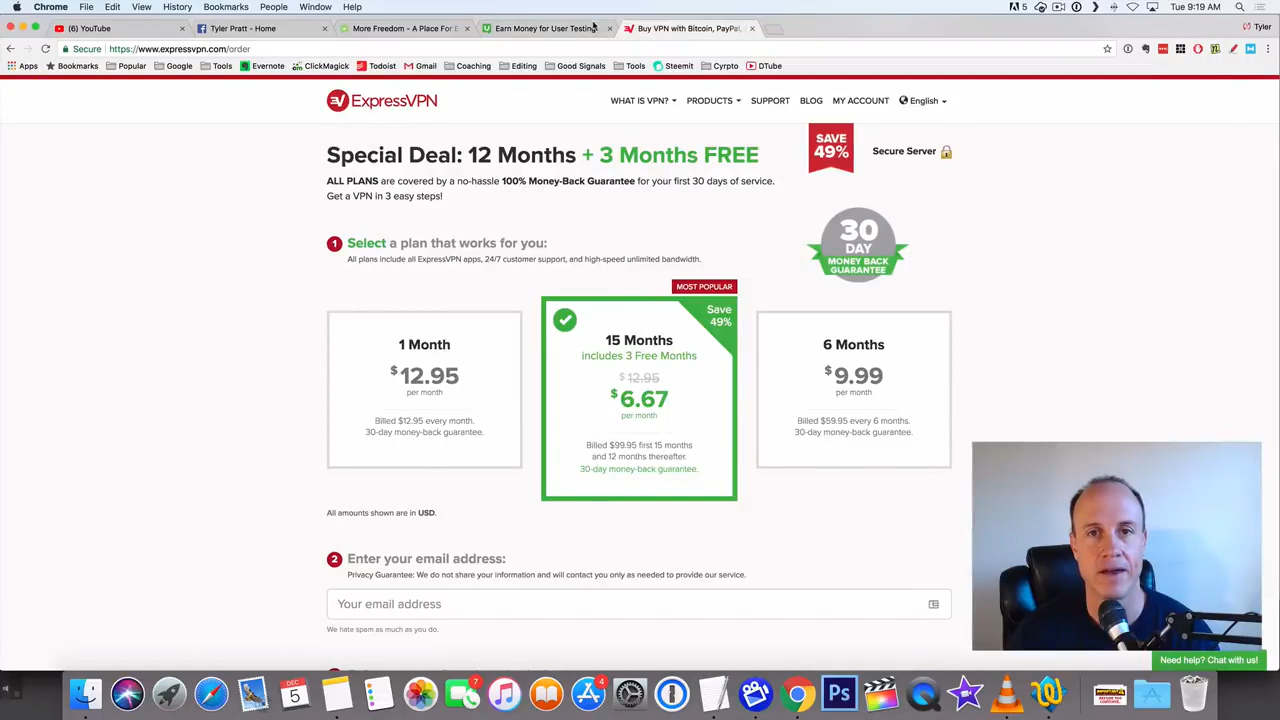 Chrome File Edit View History Bookmarks People Window Help 5 Tue 9:19 AM
(6) YouTube Tyler Pratt - Home More Freedom - A Place For E Earn Money for User Testing Buy VPN with Bitcoin, PayPal, Tyler
Secure https://www.expressvpn.com/order
Apps Bookmarks Popular Google Tools Evernote ClickMagick Todoist Gmail Coaching Editing Good Signals Tools Steemit Cyrpto DTube
ExpressVPN
WHAT IS VPN? PRODUCTS SUPPORT BLOG MY ACCOUNT English
Special Deal: 12 Months + 3 Months FREE
SAVE
49%
Secure Server
ALL PLANS are covered by a no-hassle 100% Money-Back Guarantee for your first 30 days of service.
Get a VPN in 3 easy steps!
30
DAY
MONEY BACK
GUARANTEE
1 Select a plan that works for you:
All plans include all ExpressVPN apps, 24/7 customer support, and high-speed unlimited bandwidth.
1 Month
$12.95
per month
Billed $12.95 every month.
30-day money-back guarantee.
MOST POPULAR
Save
49%
15 Months
includes 3 Free Months
$12.95
$6.67
per month
Billed $99.95 first 15 months
and 12 months thereafter.
30-day money-back guarantee.
6 Months
$9.99
per month
Billed $59.95 every 6 months.
30-day money-back guarantee.
All amounts shown are in USD.
2 Enter your email address:
Privacy Guarantee: We do not share your information and will contact you only as needed to provide our service.
Your email address
We hate spam as much as you do.
Need help? Chat with us!
DEC
5
7
4
Ps